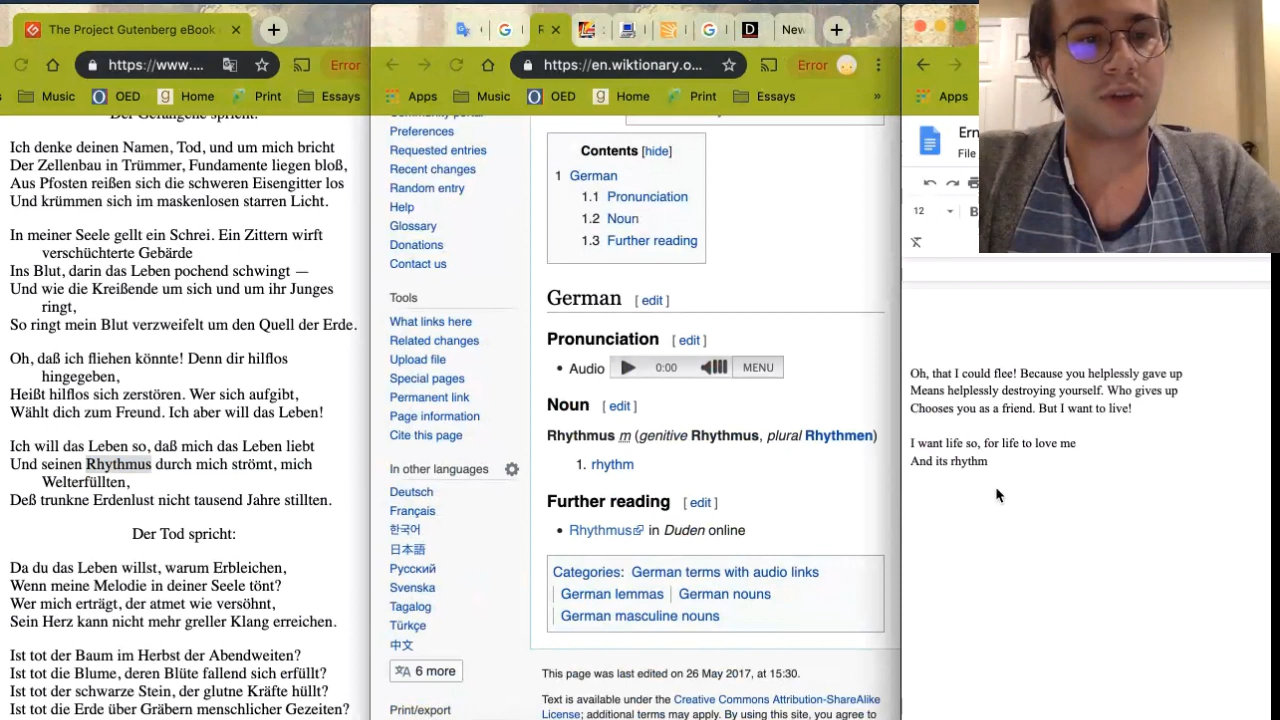 The Project Gutenberg eBook
https://www....
Error
Music
OED
Home
Print
Essays
Der Gefangene spricht:
Ich denke deinen Namen, Tod, und um mich bricht
Der Zellenbau in Trümmer, Fundamente liegen bloß,
Aus Pfosten reißen sich die schweren Eisengitter los
Und krümmen sich im maskenlosen starren Licht.
In meiner Seele gellt ein Schrei. Ein Zittern wirft
verschüchterte Gebärde
Ins Blut, darin das Leben pochend schwingt —
Und wie die Kreißende um sich und um ihr Junges
ringt,
So ringt mein Blut verzweifelt um den Quell der Erde.
Oh, daß ich fliehen könnte! Denn dir hilflos
hingegeben,
Heißt hilflos sich zerstören. Wer sich aufgibt,
Wählt dich zum Freund. Ich aber will das Leben!
Ich will das Leben so, daß mich das Leben liebt
Und seinen Rhythmus durch mich strömt, mich
Welterfüllten,
Deß trunkne Erdenlust nicht tausend Jahre stillten.
Der Tod spricht:
Da du das Leben willst, warum Erbleichen,
Wenn meine Melodie in deiner Seele tönt?
Wer mich erträgt, der atmet wie versöhnt,
Sein Herz kann nicht mehr greller Klang erreichen.
Ist tot der Baum im Herbst der Abendweiten?
Ist tot die Blume, deren Blüte fallend sich erfüllt?
Ist tot der schwarze Stein, der glutne Kräfte hüllt?
Ist tot die Erde über Gräbern menschlicher Gezeiten?
New
https://en.wiktionary.o...
Error
Apps
Music
OED
Home
Print
Essays
»
Preferences
Requested entries
Recent changes
Random entry
Help
Glossary
Donations
Contact us
Tools
What links here
Related changes
Upload file
Special pages
Permanent link
Page information
Cite this page
In other languages
Deutsch
Français
한국어
日本語
Русский
Svenska
Tagalog
Türkçe
中文
6 more
Print/export
Contents [hide]
1 German
1.1 Pronunciation
1.2 Noun
1.3 Further reading
German [ edit ]
Pronunciation [ edit ]
• Audio 0:00 MENU
Noun [ edit ]
Rhythmus m (genitive Rhythmus, plural Rhythmen)
1. rhythm
Further reading [ edit ]
• Rhythmus in Duden online
Categories: German terms with audio links
German lemmas | German nouns
German masculine nouns
This page was last edited on 26 May 2017, at 15:30.
Text is available under the Creative Commons Attribution-ShareAlike
License; additional terms may apply. By using this site, you agree to
Apps
Ern
File
12
B
Oh, that I could flee! Because you helplessly gave up
Means helplessly destroying yourself. Who gives up
Chooses you as a friend. But I want to live!
I want life so, for life to love me
And its rhythm